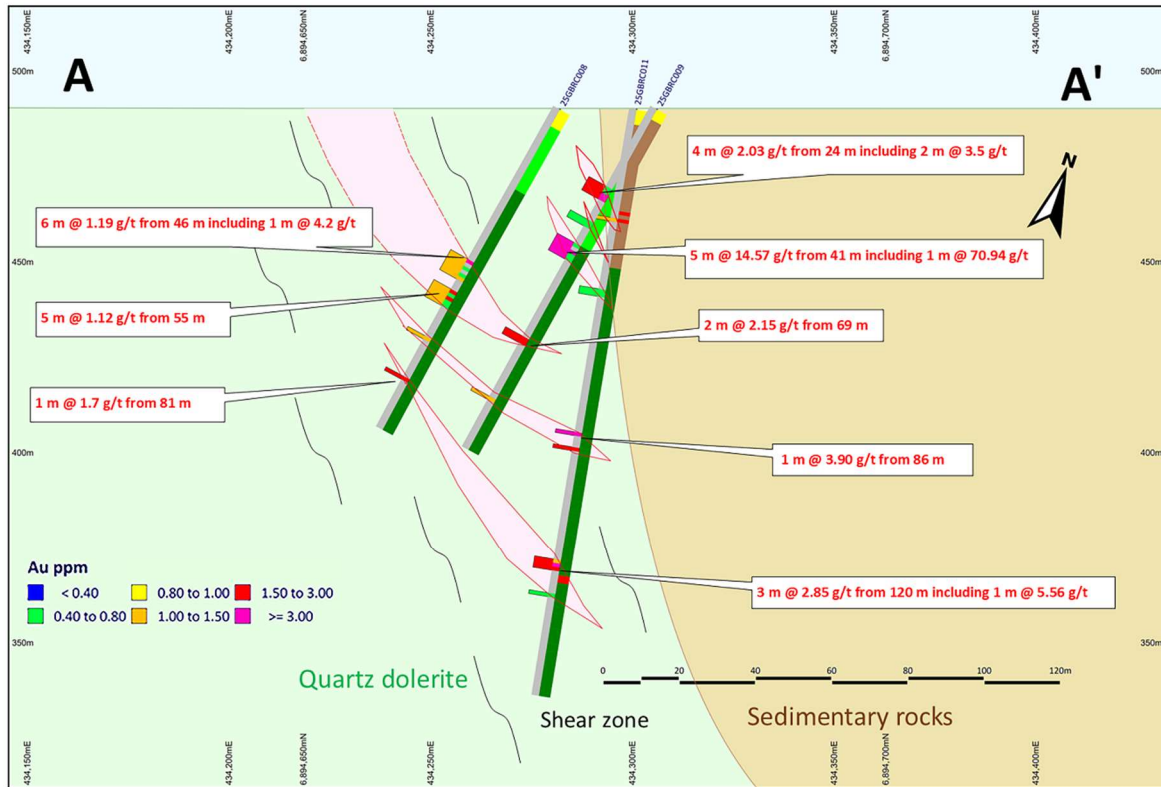 434,150mE
434,200mE
6,894,650mN
434,250mE
434,300mE
434,350mE
6,894,700mN
434,400mE
500m
500m
A
A'
25GBRC008
25GBRC011
25GBRC009
N
4 m @ 2.03 g/t from 24 m including 2 m @ 3.5 g/t
6 m @ 1.19 g/t from 46 m including 1 m @ 4.2 g/t
450m
450m
5 m @ 14.57 g/t from 41 m including 1 m @ 70.94 g/t
5 m @ 1.12 g/t from 55 m
2 m @ 2.15 g/t from 69 m
1 m @ 1.7 g/t from 81 m
400m
400m
1 m @ 3.90 g/t from 86 m
Au ppm
< 0.40
0.80 to 1.00
1.50 to 3.00
0.40 to 0.80
1.00 to 1.50
>= 3.00
3 m @ 2.85 g/t from 120 m including 1 m @ 5.56 g/t
350m
350m
Quartz dolerite
0 20 40 60 80 100 120m
Shear zone
Sedimentary rocks
434,150mE
434,200mE
6,894,650mN
434,250mE
434,300mE
434,350mE
6,894,700mN
434,400mE